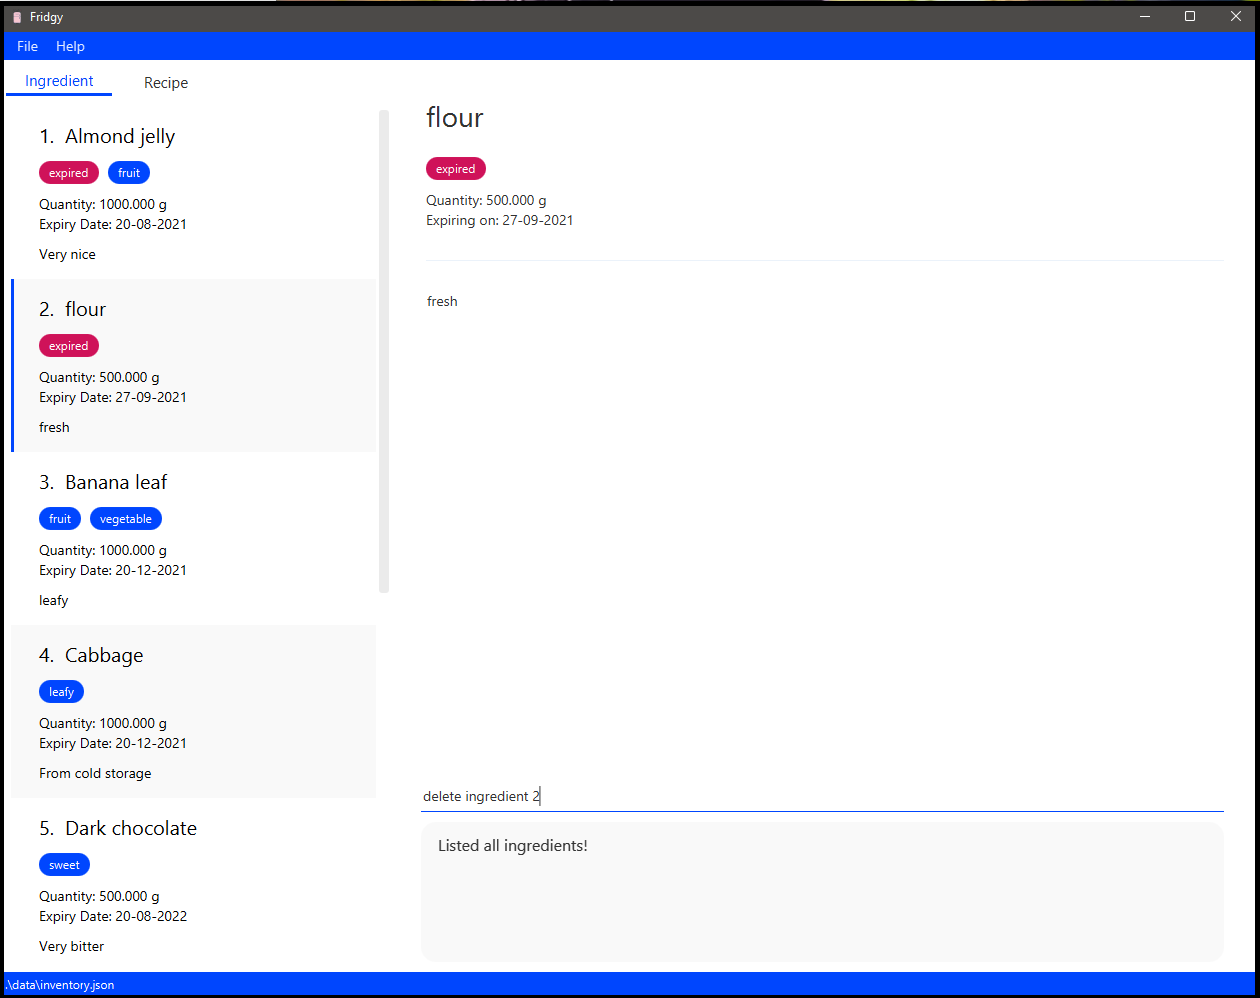 Fridgy
File Help
Ingredient Recipe
1. Almond jelly
expired fruit
Quantity: 1000.000 g
Expiry Date: 20-08-2021
Very nice
2. flour
expired
Quantity: 500.000 g
Expiry Date: 27-09-2021
fresh
3. Banana leaf
fruit vegetable
Quantity: 1000.000 g
Expiry Date: 20-12-2021
leafy
4. Cabbage
leafy
Quantity: 1000.000 g
Expiry Date: 20-12-2021
From cold storage
5. Dark chocolate
sweet
Quantity: 500.000 g
Expiry Date: 20-08-2022
Very bitter
flour
expired
Quantity: 500.000 g
Expiring on: 27-09-2021
fresh
delete ingredient 2
Listed all ingredients!
.\data\inventory.json